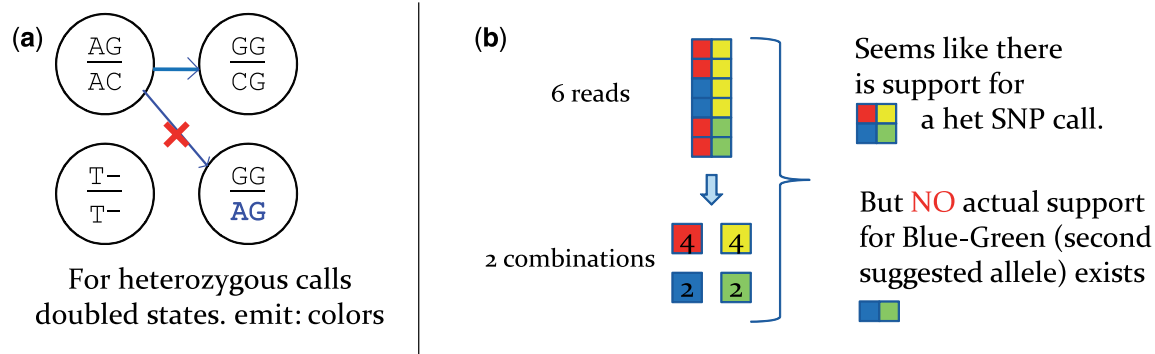 (a)
AG
AC
GG
CG
T-
T-
GG
AG
For heterozygous calls
doubled states. emit: colors
(b)
6 reads
2 combinations
4 4
2 2
Seems like there
is support for
a het SNP call.
But NO actual support
for Blue-Green (second
suggested allele) exists